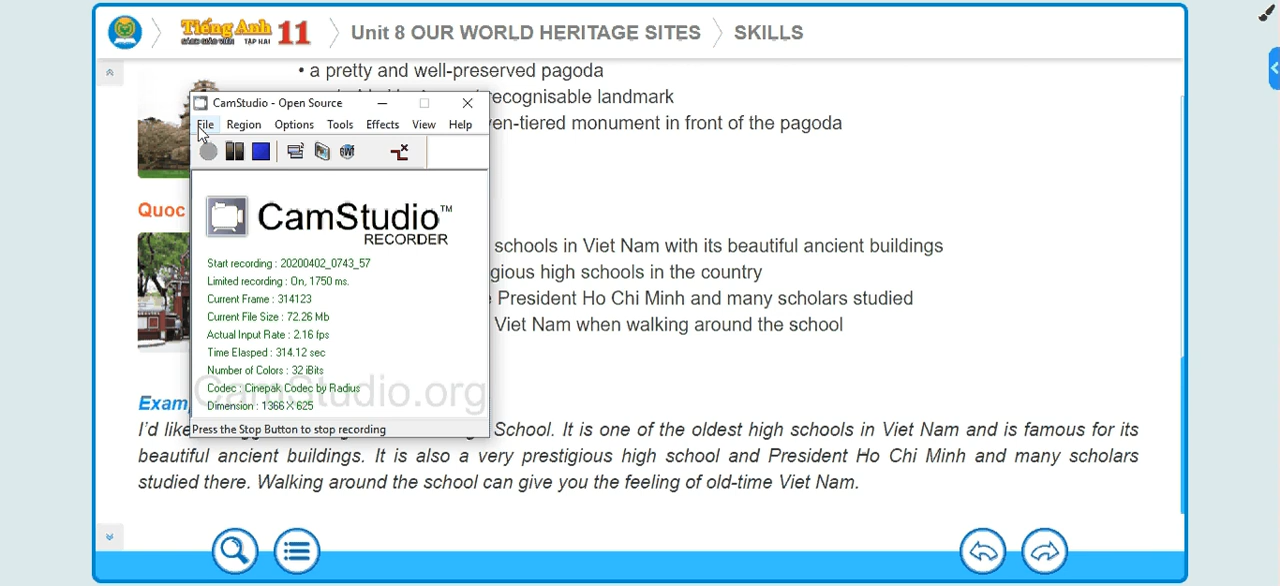 Tiếng Anh 11
SÁCH GIÁO VIÊN TẬP HAI
Unit 8 OUR WORLD HERITAGE SITES
SKILLS
• a pretty and well-preserved pagoda
recognisable landmark
en-tiered monument in front of the pagoda
CamStudio - Open Source
File Region Options Tools Effects View Help
CamStudio™
RECORDER
Start recording : 20200402_0743_57
Limited recording : On, 1750 ms.
Current Frame : 314123
Current File Size : 72.26 Mb
Actual Input Rate : 2.16 fps
Time Elasped : 314.12 sec
Number of Colors : 32 iBits
Codec : Cinepak Codec by Radius
Dimension : 1366 X 625
CamStudio.org
Press the Stop Button to stop recording
Quoc
schools in Viet Nam with its beautiful ancient buildings
gious high schools in the country
President Ho Chi Minh and many scholars studied
Viet Nam when walking around the school
Exam
I'd like School. It is one of the oldest high schools in Viet Nam and is famous for its
beautiful ancient buildings. It is also a very prestigious high school and President Ho Chi Minh and many scholars
studied there. Walking around the school can give you the feeling of old-time Viet Nam.